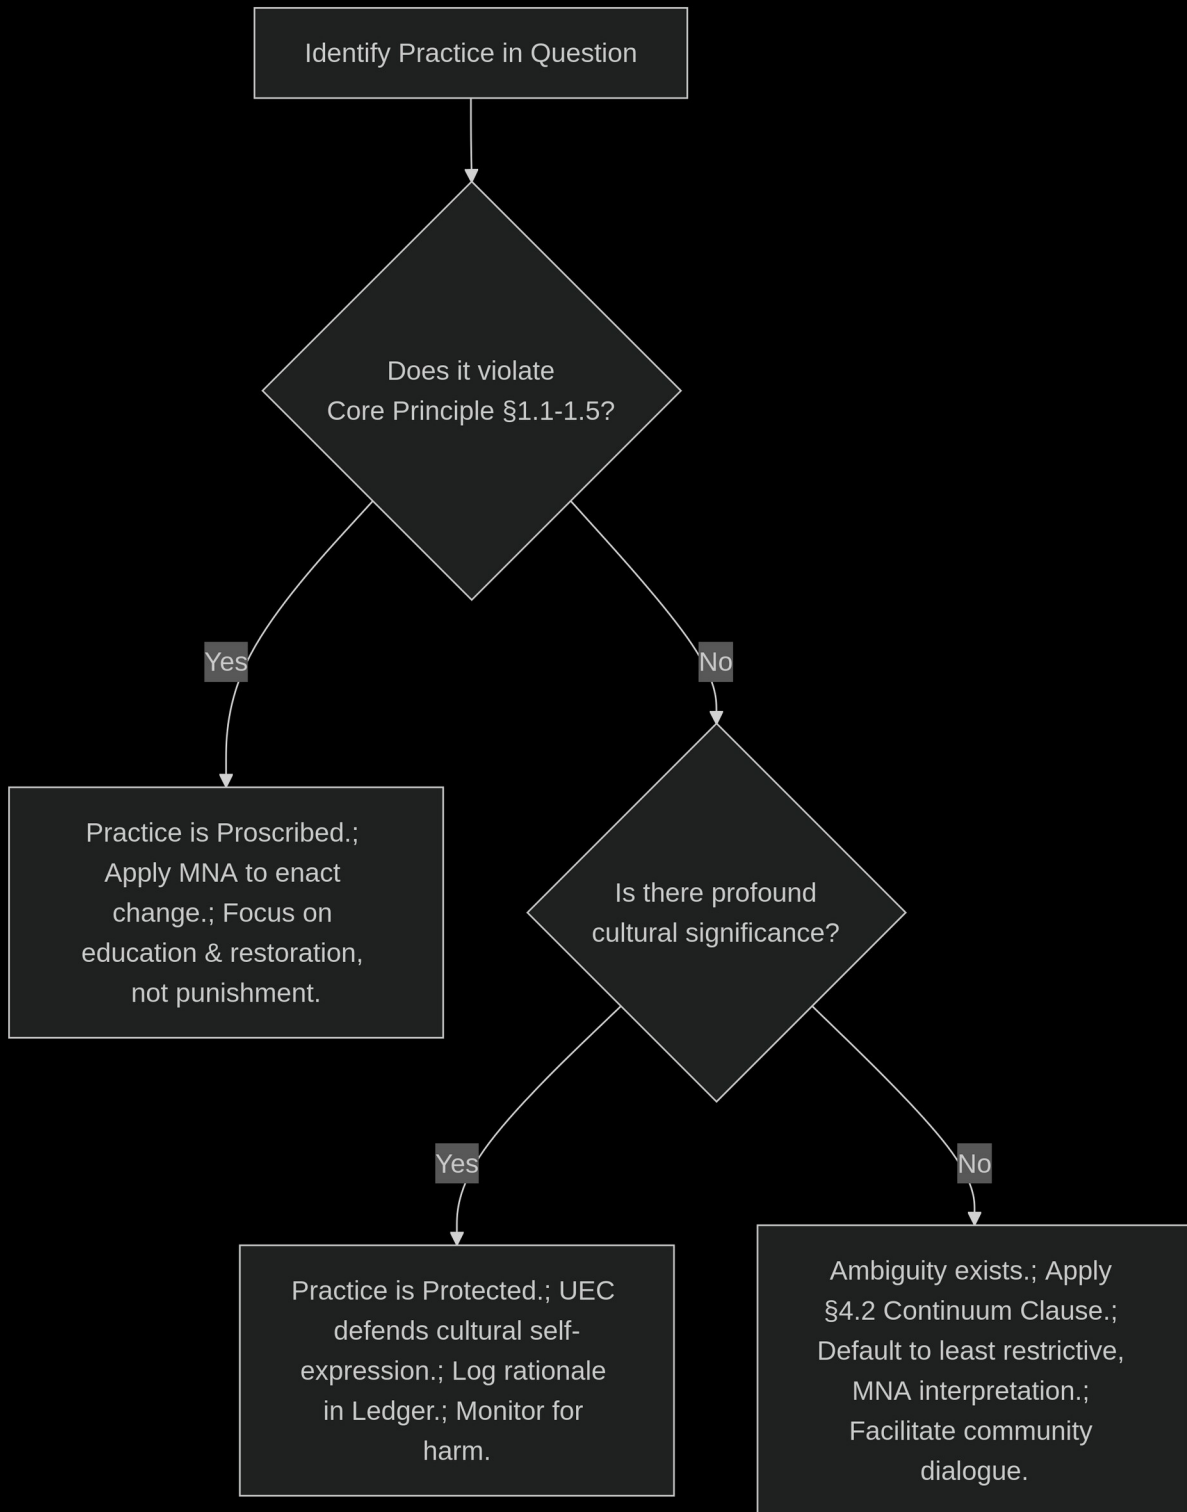 Identify Practice in Question
Does it violate
Core Principle §1.1-1.5?
Yes
No
Practice is Proscribed.;
Apply MNA to enact
change.; Focus on
education & restoration,
not punishment.
Is there profound
cultural significance?
Yes
No
Practice is Protected.; UEC
defends cultural self-
expression.; Log rationale
in Ledger.; Monitor for
harm.
Ambiguity exists.; Apply
§4.2 Continuum Clause.;
Default to least restrictive,
MNA interpretation.;
Facilitate community
dialogue.